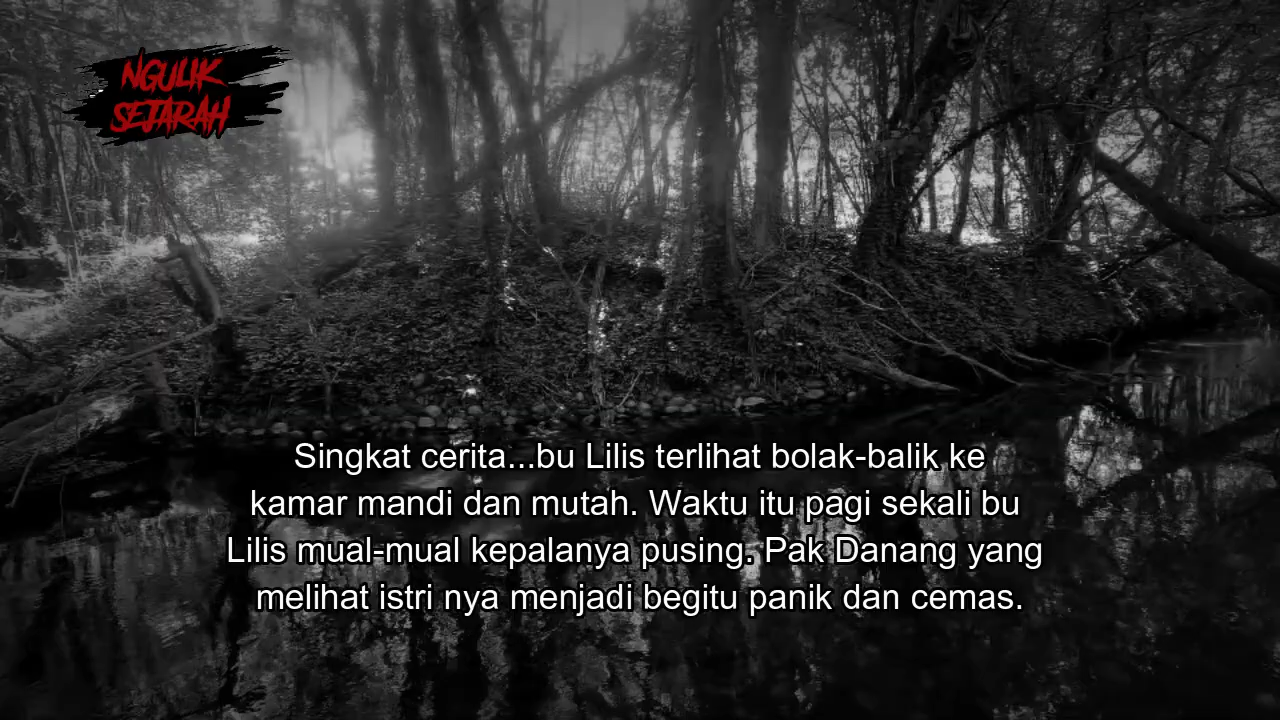 NGULIK
SEJARAH
Singkat cerita...bu Lilis terlihat bolak-balik ke
kamar mandi dan mutah. Waktu itu pagi sekali bu
Lilis mual-mual kepalanya pusing. Pak Danang yang
melihat istri nya menjadi begitu panik dan cemas.